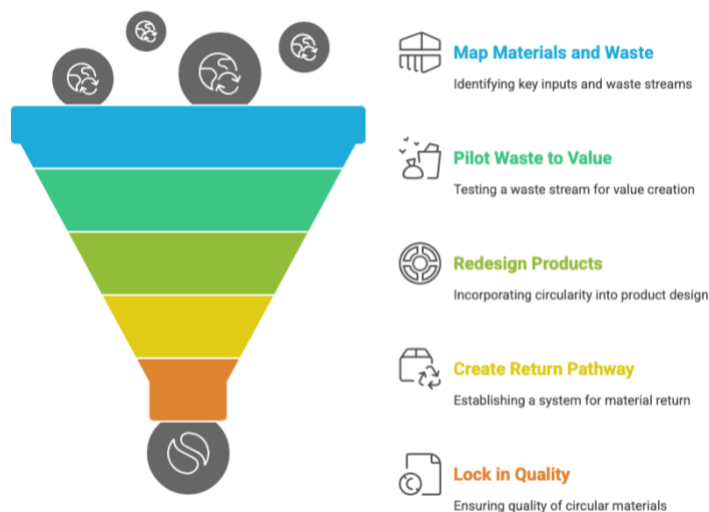 Map Materials and Waste
Identifying key inputs and waste streams
Pilot Waste to Value
Testing a waste stream for value creation
Redesign Products
Incorporating circularity into product design
Create Return Pathway
Establishing a system for material return
Lock in Quality
Ensuring quality of circular materials